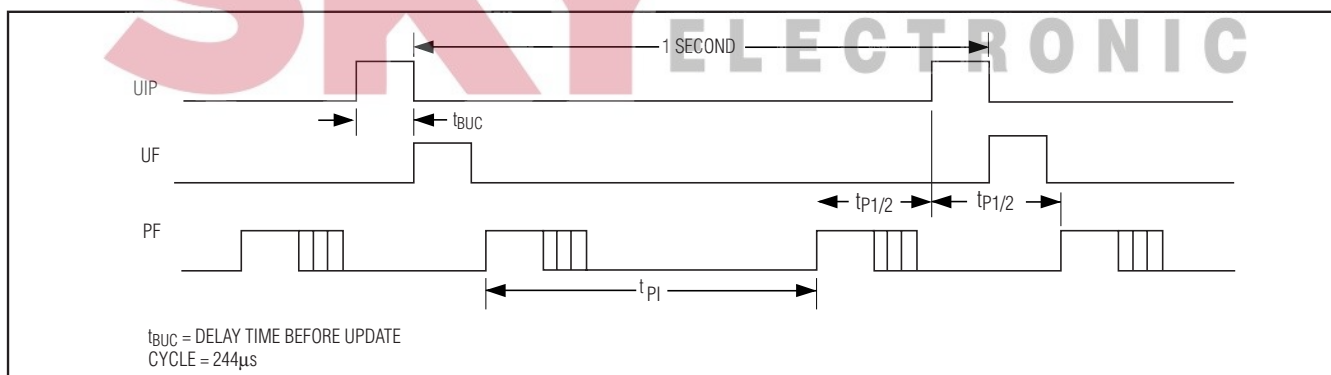 SKY ELECTRONIC
1 SECOND
UIP
tBUC
UF
tP1/2 tP1/2
PF
tPI
tBUC = DELAY TIME BEFORE UPDATE
CYCLE = 244µs